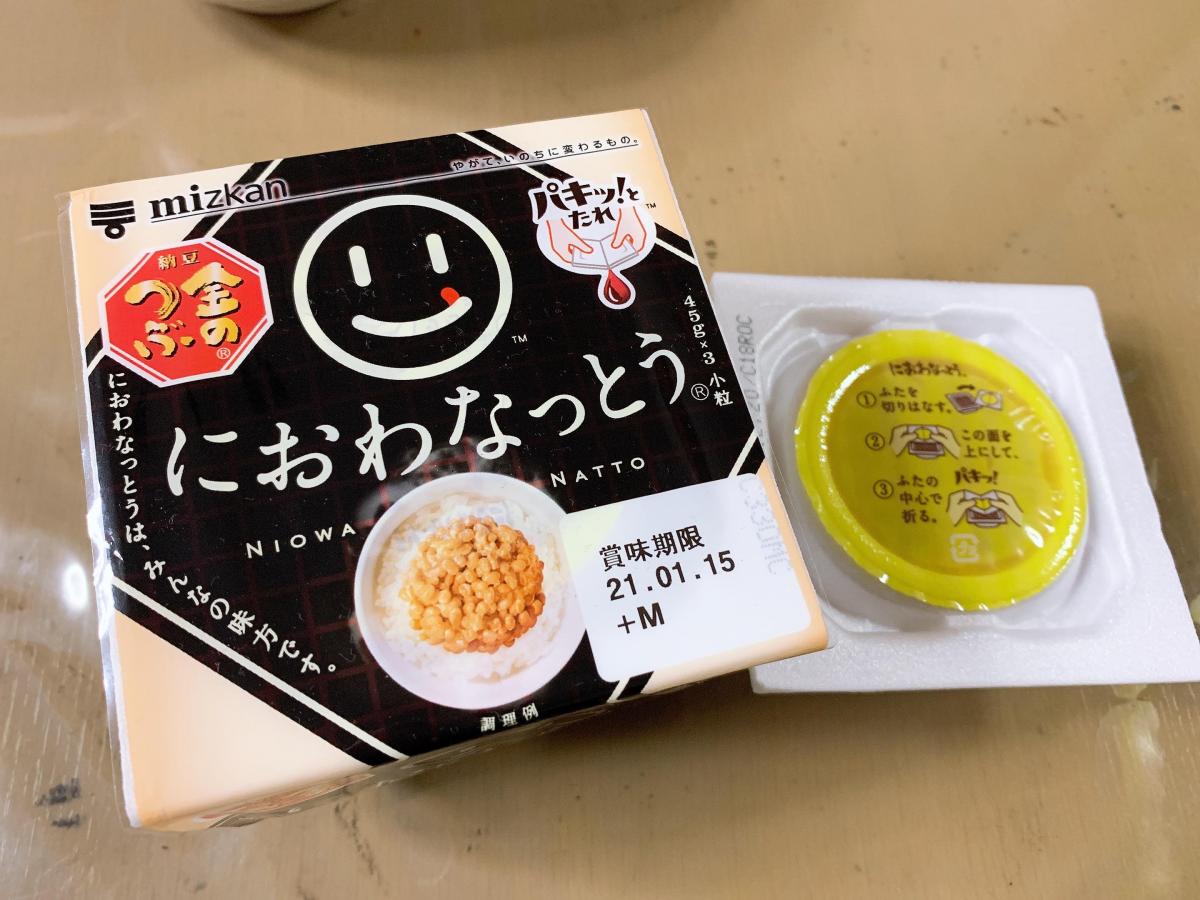 mizkan
やがて、いのちに変わるもの。
納豆
金の
つぶ®
パキッ!と
たれ
™
™
45g×3 小粒
におわなっとう®
NIOWA NATTO
におわなっとうは、みんなの味方です。
賞味期限
21.01.15
+M
調理例
におわなっとう
①ふたを
切りはなす。
②この面を
上にして、
パキッ!
③ふたの
中心で
折る。